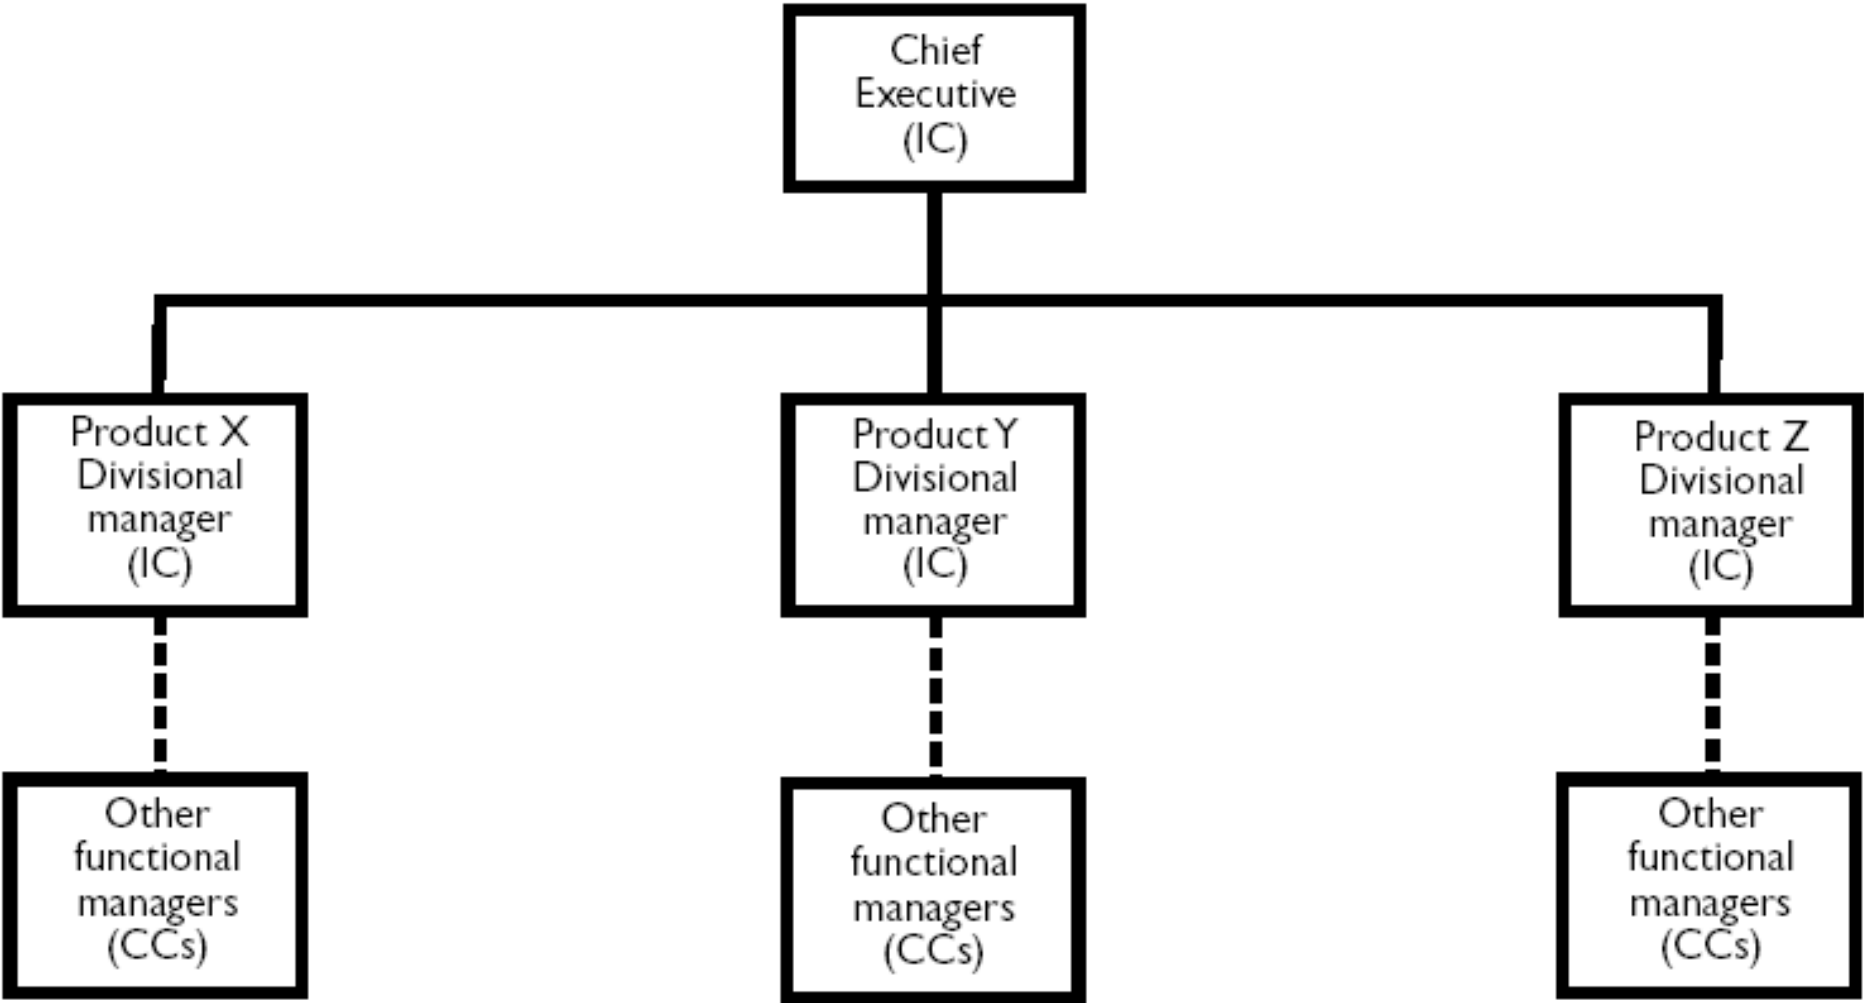 Chief
Executive
(IC)
Product X
Divisional
manager
(IC)
Product Y
Divisional
manager
(IC)
Product Z
Divisional
manager
(IC)
Other
functional
managers
(CCs)
Other
functional
managers
(CCs)
Other
functional
managers
(CCs)